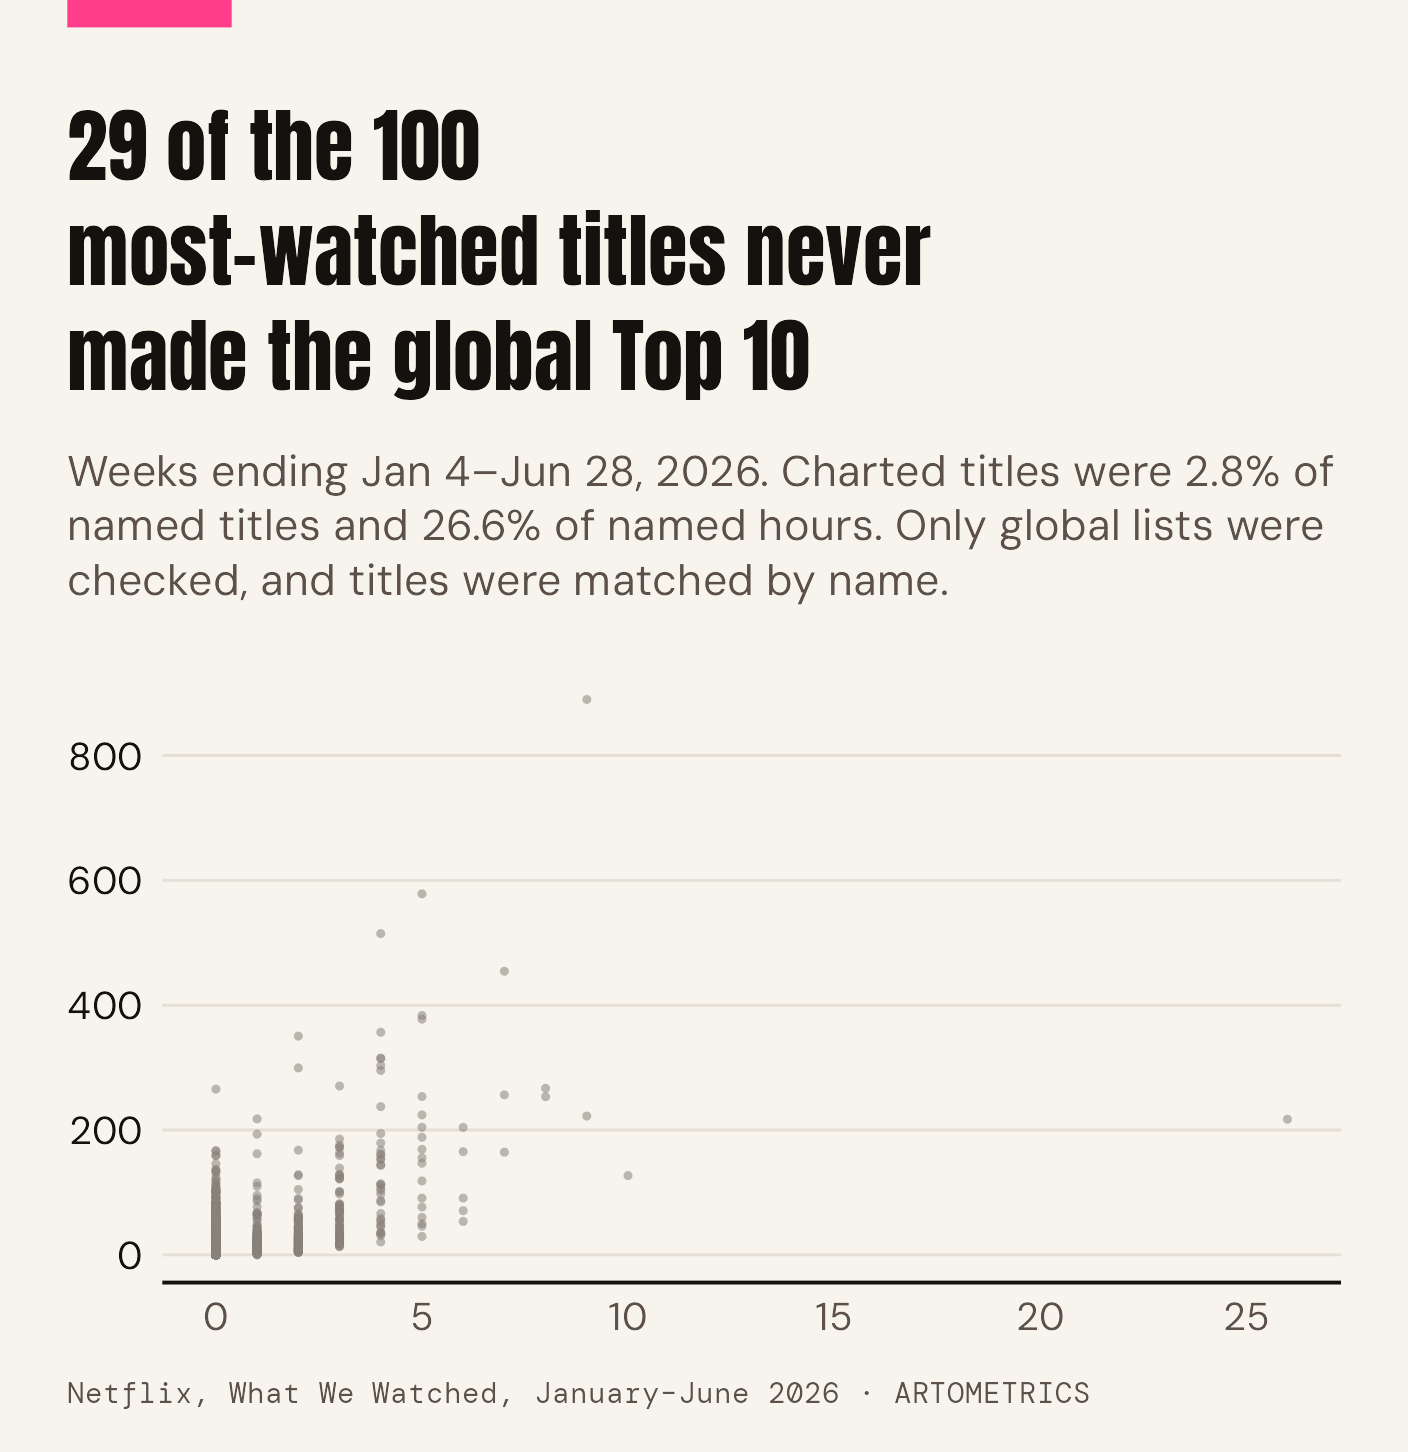 29 of the 100
most-watched titles never
made the global Top 10
Weeks ending Jan 4–Jun 28, 2026. Charted titles were 2.8% of
named titles and 26.6% of named hours. Only global lists were
checked, and titles were matched by name.
800
600
400
200
0
0 5 10 15 20 25
Netflix, What We Watched, January-June 2026 · ARTOMETRICS